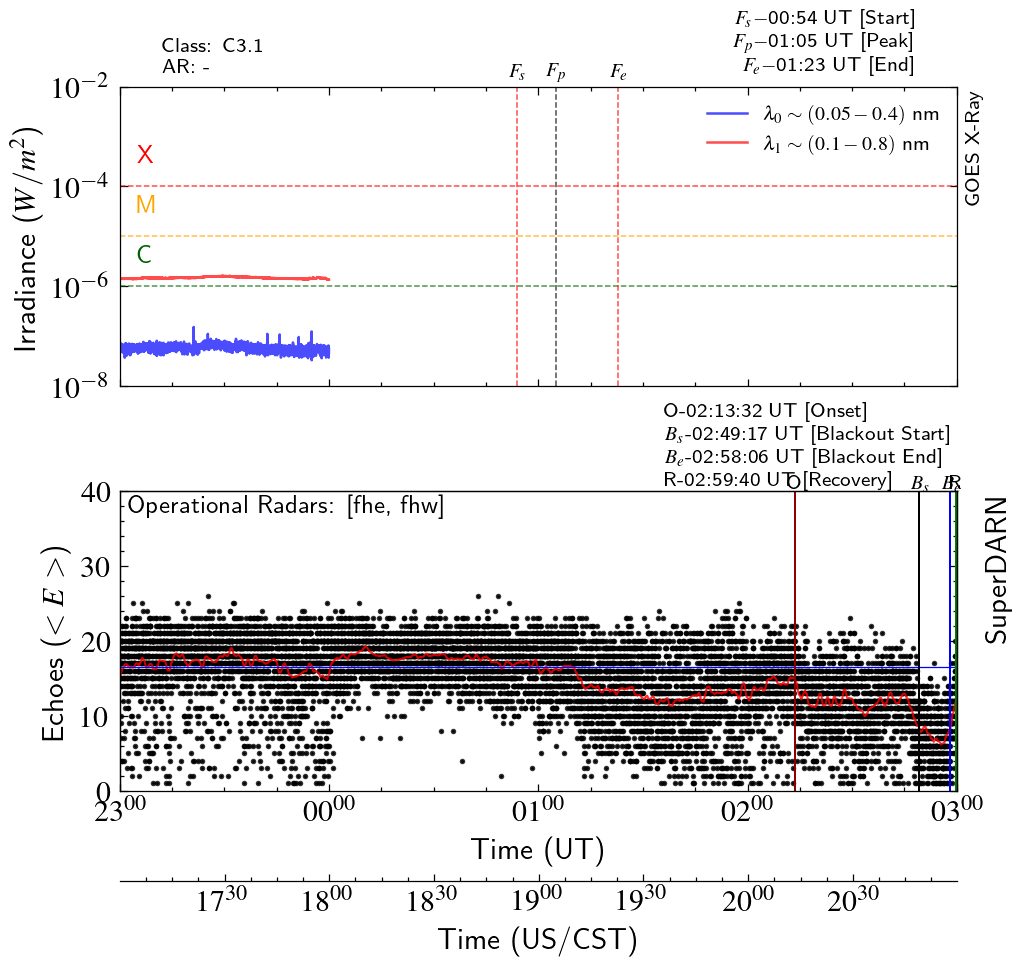 Class: C3.1
AR: -
F_s−00:54 UT [Start]
F_p−01:05 UT [Peak]
F_e−01:23 UT [End]
F_s F_p F_e
10^−2
10^−4
10^−6
10^−8
Irradiance (W/m^2)
X
M
C
λ_0 ∼ (0.05 − 0.4) nm
λ_1 ∼ (0.1 − 0.8) nm
GOES X-Ray
O-02:13:32 UT [Onset]
B_s-02:49:17 UT [Blackout Start]
B_e-02:58:06 UT [Blackout End]
R-02:59:40 UT [Recovery]
O B_s B_e R
Operational Radars: [fhe, fhw]
40
30
20
10
0
Echoes (< E >)
SuperDARN
23^00 00^00 01^00 02^00 03^00
Time (UT)
17^30 18^00 18^30 19^00 19^30 20^00 20^30
Time (US/CST)